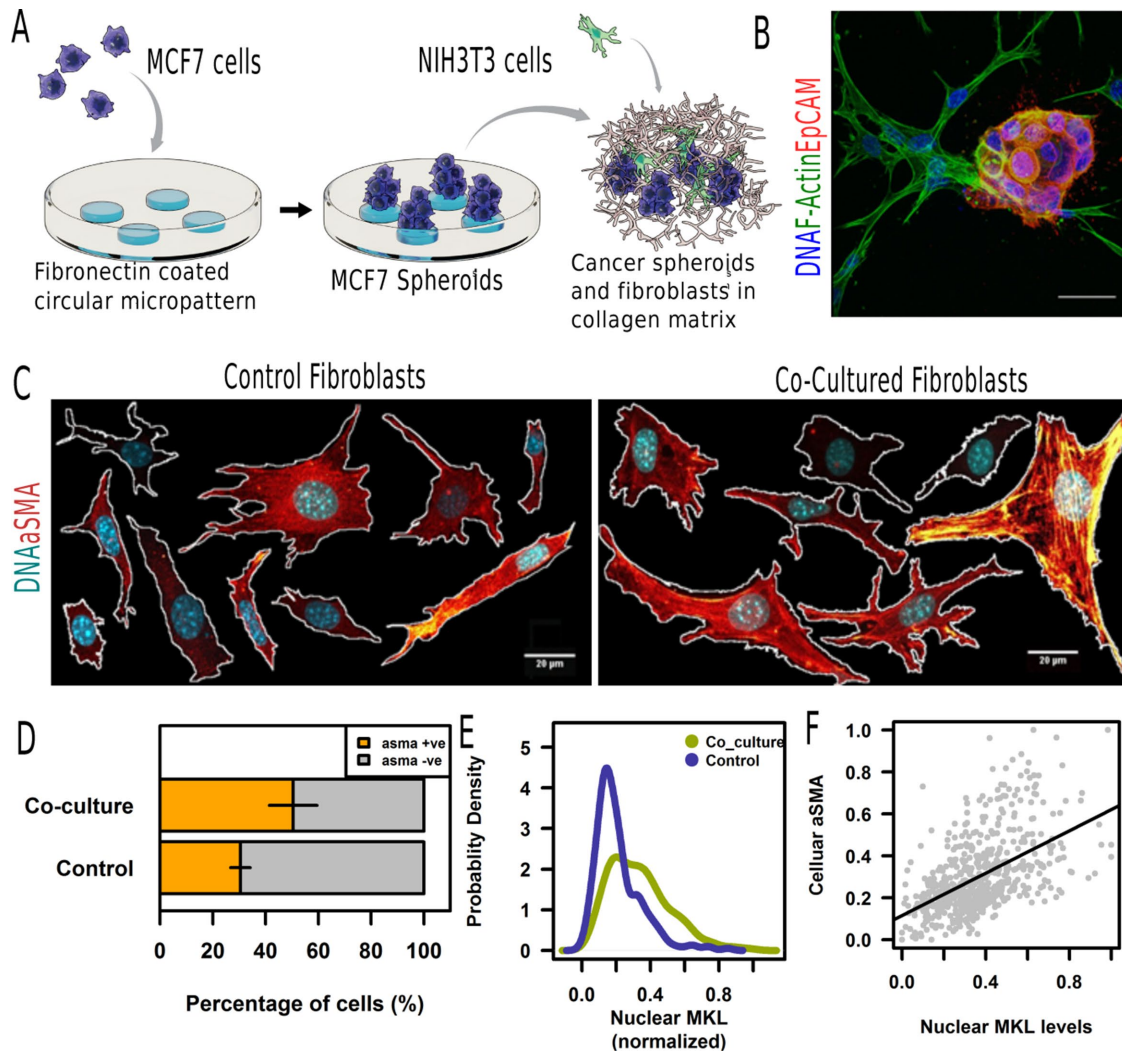 A
MCF7 cells
NIH3T3 cells
Fibronectin coated
circular micropattern
MCF7 Spheroids
Cancer spheroids
and fibroblasts in
collagen matrix
B
DNAF-ActinEpCAM
C
Control Fibroblasts
Co-Cultured Fibroblasts
DNAaSMA
20 µm
20 µm
D
asma +ve
asma -ve
Co-culture
Control
0 20 40 60 80 100
Percentage of cells (%)
E
Co_culture
Control
Probablity Density
5
4
3
2
1
0
0.0 0.4 0.8
Nuclear MKL
(normalized)
F
Celluar aSMA
1.0
0.8
0.6
0.4
0.2
0.0
0.0 0.4 0.8
Nuclear MKL levels